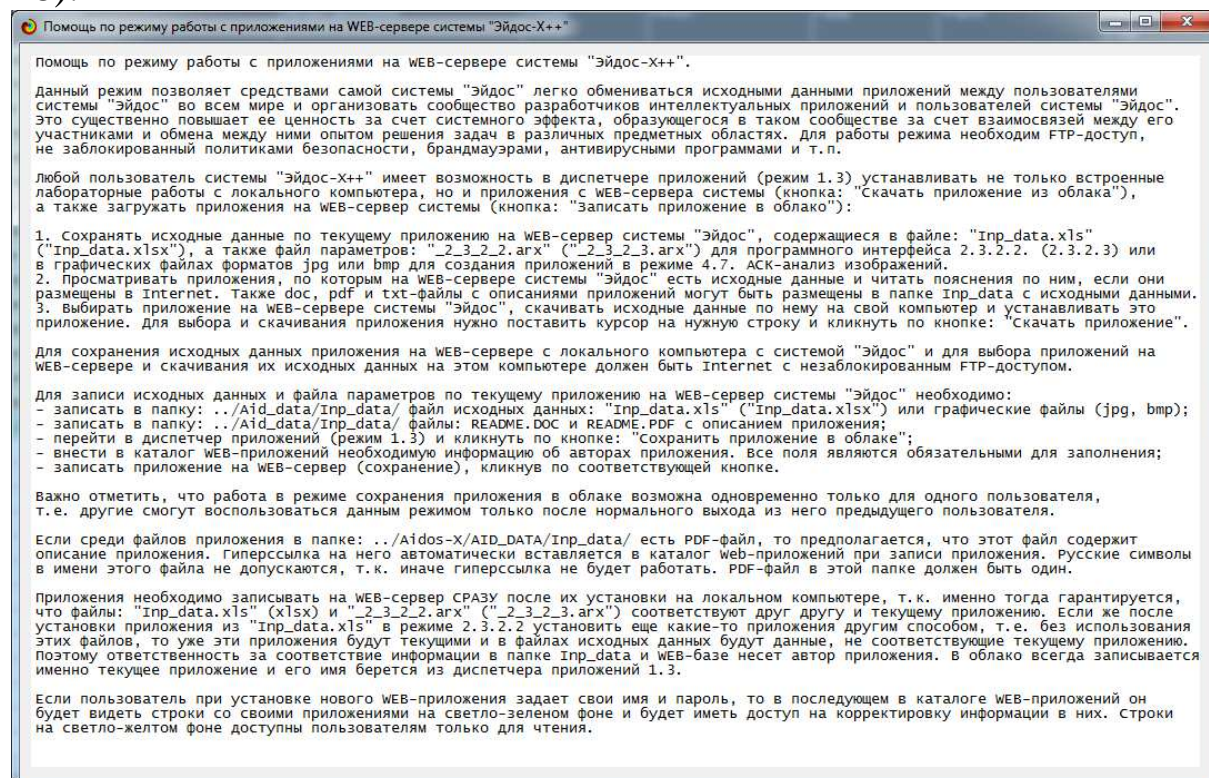 Помощь по режиму работы с приложениями на WEB-сервере системы "Эйдос-X++"
Помощь по режиму работы с приложениями на WEB-сервере системы "Эйдос-X++".
Данный режим позволяет средствами самой системы "Эйдос" легко обмениваться исходными данными приложений между пользователями
системы "Эйдос" во всем мире и организовать сообщество разработчиков интеллектуальных приложений и пользователей системы "Эйдос".
Это существенно повышает ее ценность за счет системного эффекта, образующегося в таком сообществе за счет взаимосвязей между его
участниками и обмена между ними опытом решения задач в различных предметных областях. Для работы режима необходим FTP-доступ,
не заблокированный политиками безопасности, брандмауэрами, антивирусными программами и т.п.
Любой пользователь системы "Эйдос-X++" имеет возможность в диспетчере приложений (режим 1.3) устанавливать не только встроенные
лабораторные работы с локального компьютера, но и приложения с WEB-сервера системы (кнопка: "Скачать приложение из облака"),
а также загружать приложения на WEB-сервер системы (кнопка: "Записать приложение в облако"):
1. Сохранять исходные данные по текущему приложению на WEB-сервер системы "Эйдос", содержащиеся в файле: "Inp_data.xls"
("Inp_data.xlsx"), а также файл параметров: "_2_3_2_2.arx" ("_2_3_2_3.arx") для программного интерфейса 2.3.2.2. (2.3.2.3) или
в графических файлах форматов jpg или bmp для создания приложений в режиме 4.7. АСК-анализ изображений.
2. Просматривать приложения, по которым на WEB-сервере системы "Эйдос" есть исходные данные и читать пояснения по ним, если они
размещены в Internet. Также doc, pdf и txt-файлы с описаниями приложений могут быть размещены в папке Inp_data с исходными данными.
3. Выбирать приложение на WEB-сервере системы "Эйдос", скачивать исходные данные по нему на свой компьютер и устанавливать это
приложение. Для выбора и скачивания приложения нужно поставить курсор на нужную строку и кликнуть по кнопке: "Скачать приложение".
Для сохранения исходных данных приложения на WEB-сервере с локального компьютера с системой "Эйдос" и для выбора приложений на
WEB-сервере и скачивания их исходных данных на этом компьютере должен быть Internet с незаблокированным FTP-доступом.
Для записи исходных данных и файла параметров по текущему приложению на WEB-сервер системы "Эйдос" необходимо:
- записать в папку: ../Aid_data/Inp_data/ файл исходных данных: "Inp_data.xls" ("Inp_data.xlsx") или графические файлы (jpg, bmp);
- записать в папку: ../Aid_data/Inp_data/ файлы: README.DOC и README.PDF с описанием приложения;
- перейти в диспетчер приложений (режим 1.3) и кликнуть по кнопке: "Сохранить приложение в облаке";
- внести в каталог WEB-приложений необходимую информацию об авторах приложения. Все поля являются обязательными для заполнения;
- записать приложение на WEB-сервер (сохранение), кликнув по соответствующей кнопке.
Важно отметить, что работа в режиме сохранения приложения в облаке возможна одновременно только для одного пользователя,
т.е. другие смогут воспользоваться данным режимом только после нормального выхода из него предыдущего пользователя.
Если среди файлов приложения в папке: ../Aidos-X/AID_DATA/Inp_data/ есть PDF-файл, то предполагается, что этот файл содержит
описание приложения. Гиперссылка на него автоматически вставляется в каталог Web-приложений при записи приложения. Русские символы
в имени этого файла не допускаются, т.к. иначе гиперссылка не будет работать. PDF-файл в этой папке должен быть один.
Приложения необходимо записывать на WEB-сервер СРАЗУ после их установки на локальном компьютере, т.к. именно тогда гарантируется,
что файлы: "Inp_data.xls" (xlsx) и "_2_3_2_2.arx" ("_2_3_2_3.arx") соответствуют друг другу и текущему приложению. Если же после
установки приложения из "Inp_data.xls" в режиме 2.3.2.2 установить еще какие-то приложения другим способом, т.е. без использования
этих файлов, то уже эти приложения будут текущими и в файлах исходных данных будут данные, не соответствующие текущему приложению.
Поэтому ответственность за соответствие информации в папке Inp_data и WEB-базе несет автор приложения. В облако всегда записывается
именно текущее приложение и его имя берется из диспетчера приложений 1.3.
Если пользователь при установке нового WEB-приложения задает свои имя и пароль, то в последующем в каталоге WEB-приложений он
будет видеть строки со своими приложениями на светло-зеленом фоне и будет иметь доступ на корректировку информации в них. Строки
на светло-желтом фоне доступны пользователям только для чтения.